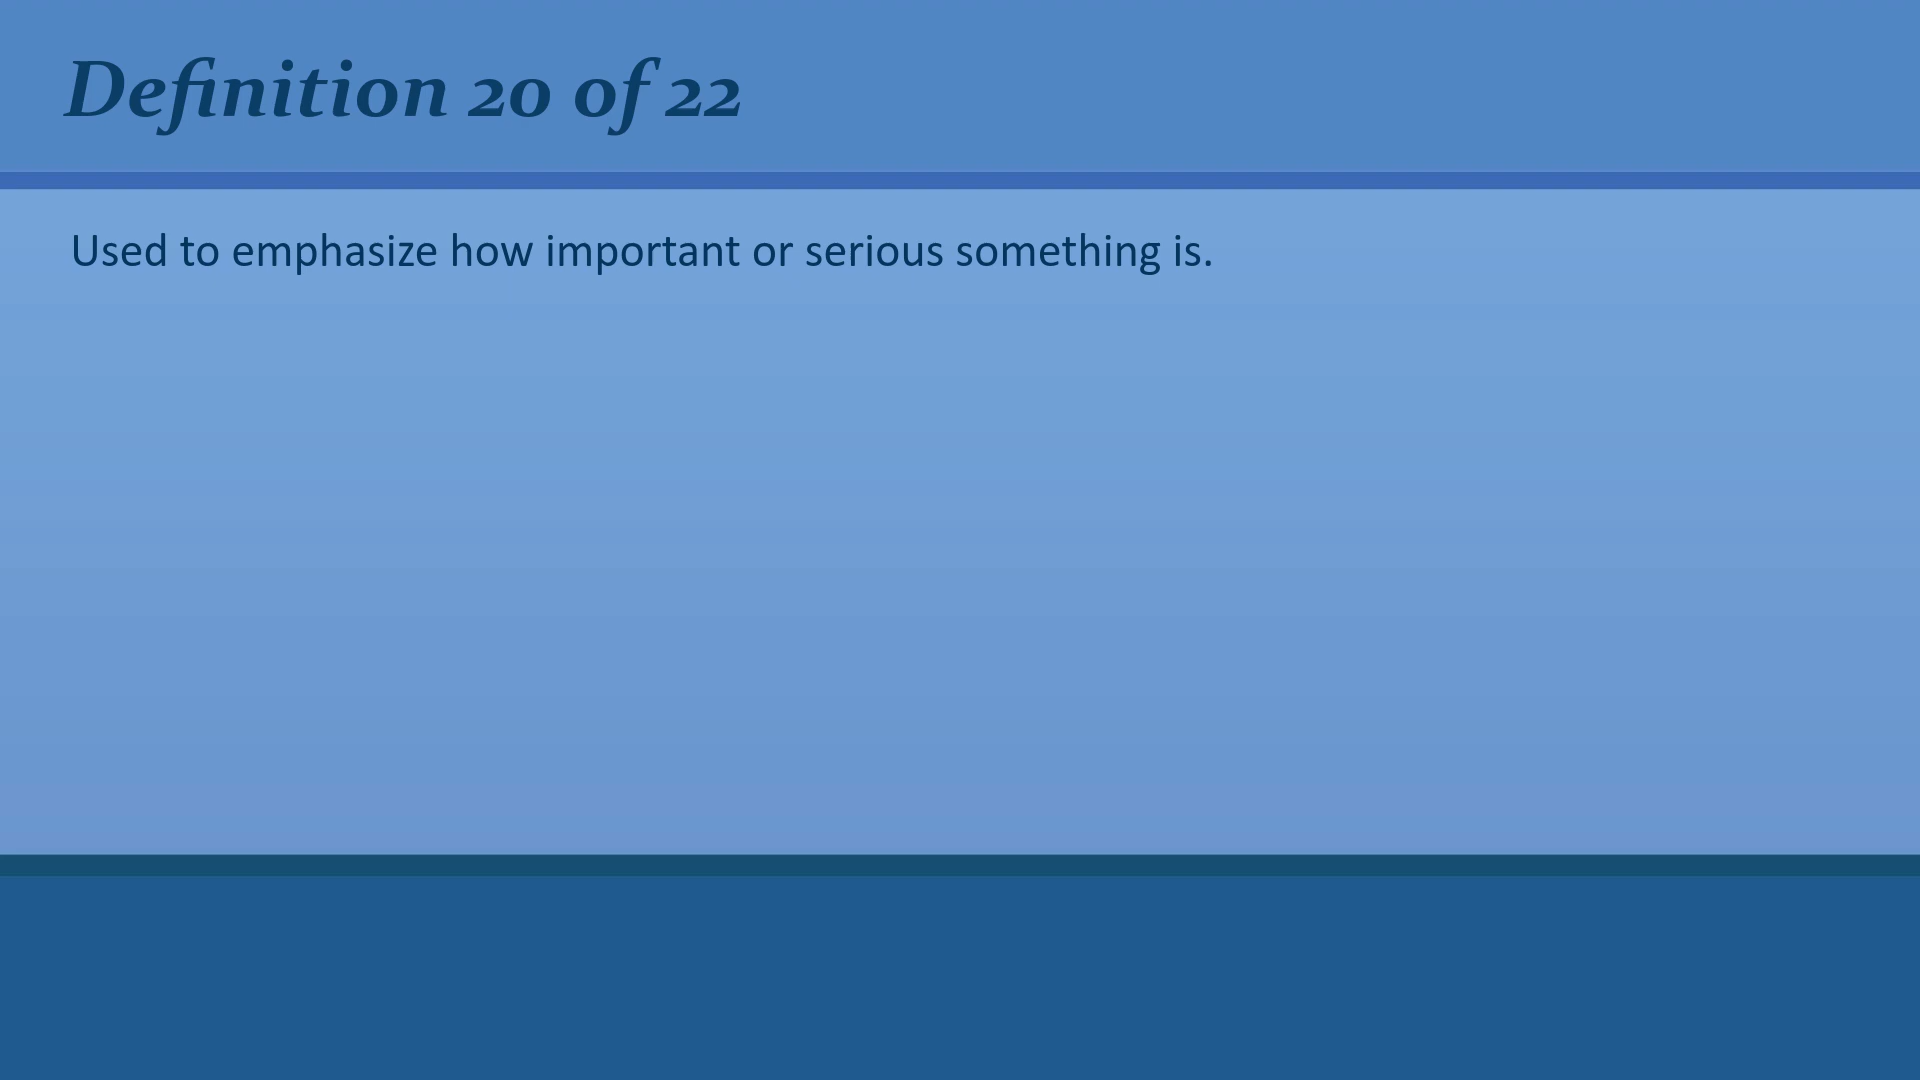 Definition 20 of 22
Used to emphasize how important or serious something is.